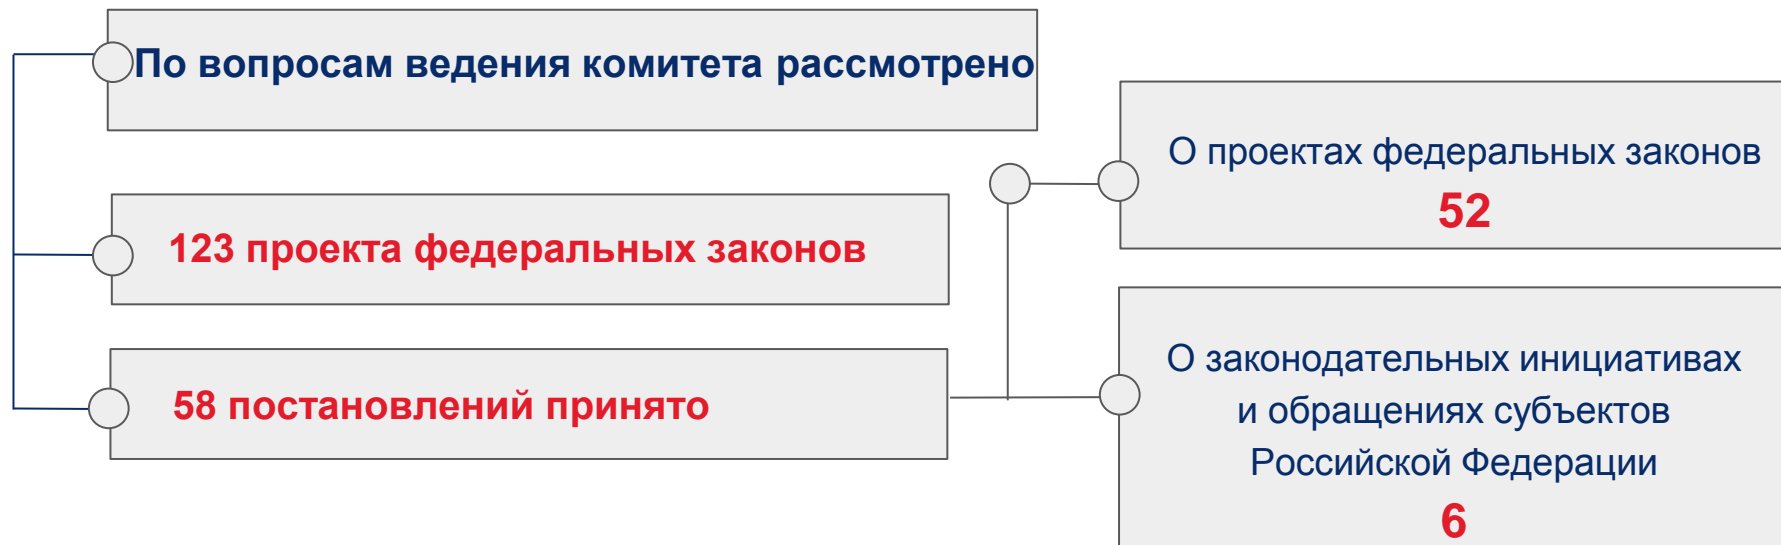 По вопросам ведения комитета рассмотрено
123 проекта федеральных законов
58 постановлений принято
О проектах федеральных законов
52
О законодательных инициативах
и обращениях субъектов
Российской Федерации
6